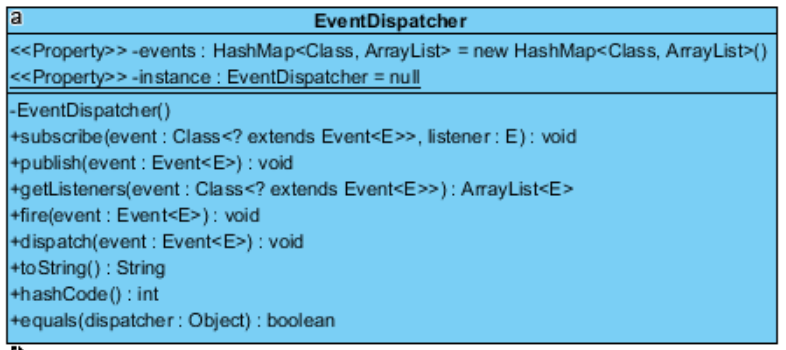 a
EventDispatcher
<<Property>> -events : HashMap<Class, ArrayList> = new HashMap<Class, ArrayList>()
<<Property>> -instance : EventDispatcher = null
-EventDispatcher()
+subscribe(event : Class<? extends Event<E>>, listener : E) : void
+publish(event : Event<E>) : void
+getListeners(event : Class<? extends Event<E>>) : ArrayList<E>
+fire(event : Event<E>) : void
+dispatch(event : Event<E>) : void
+toString() : String
+hashCode() : int
+equals(dispatcher : Object) : boolean